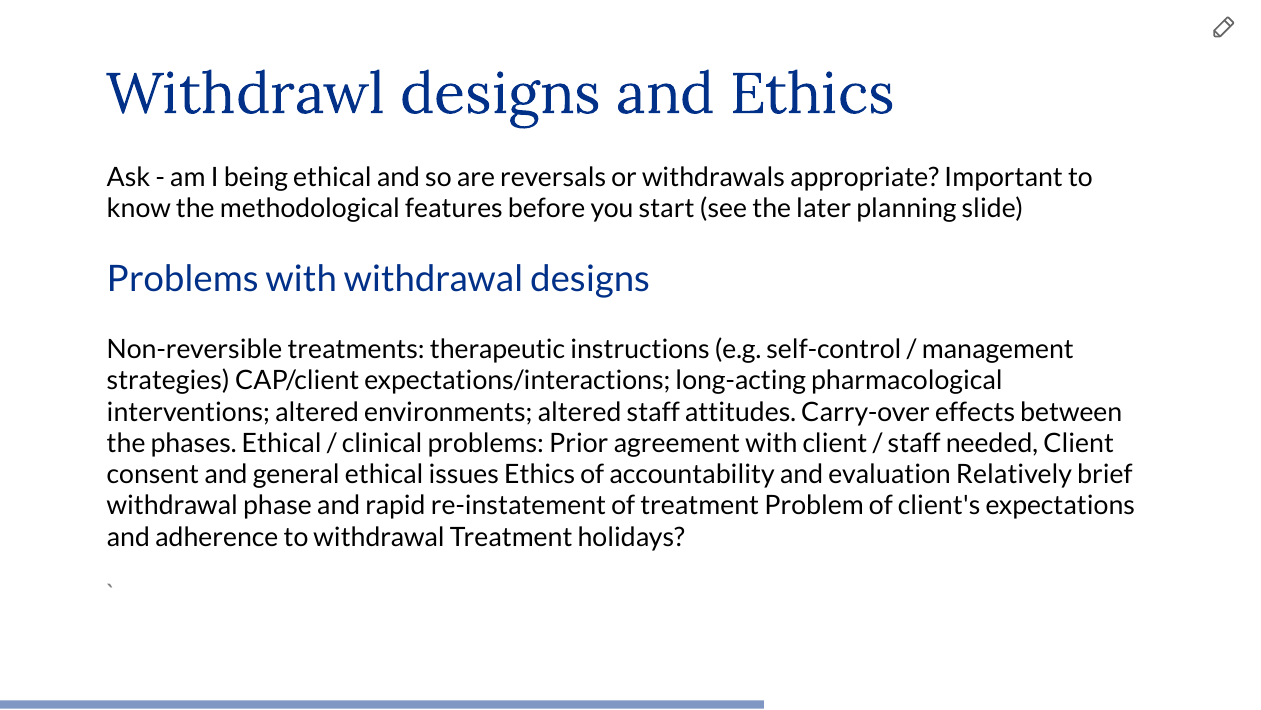 Withdrawl designs and Ethics
Ask - am I being ethical and so are reversals or withdrawals appropriate? Important to
know the methodological features before you start (see the later planning slide)
Problems with withdrawal designs
Non-reversible treatments: therapeutic instructions (e.g. self-control / management
strategies) CAP/client expectations/interactions; long-acting pharmacological
interventions; altered environments; altered staff attitudes. Carry-over effects between
the phases. Ethical / clinical problems: Prior agreement with client / staff needed, Client
consent and general ethical issues Ethics of accountability and evaluation Relatively brief
withdrawal phase and rapid re-instatement of treatment Problem of client's expectations
and adherence to withdrawal Treatment holidays?
`